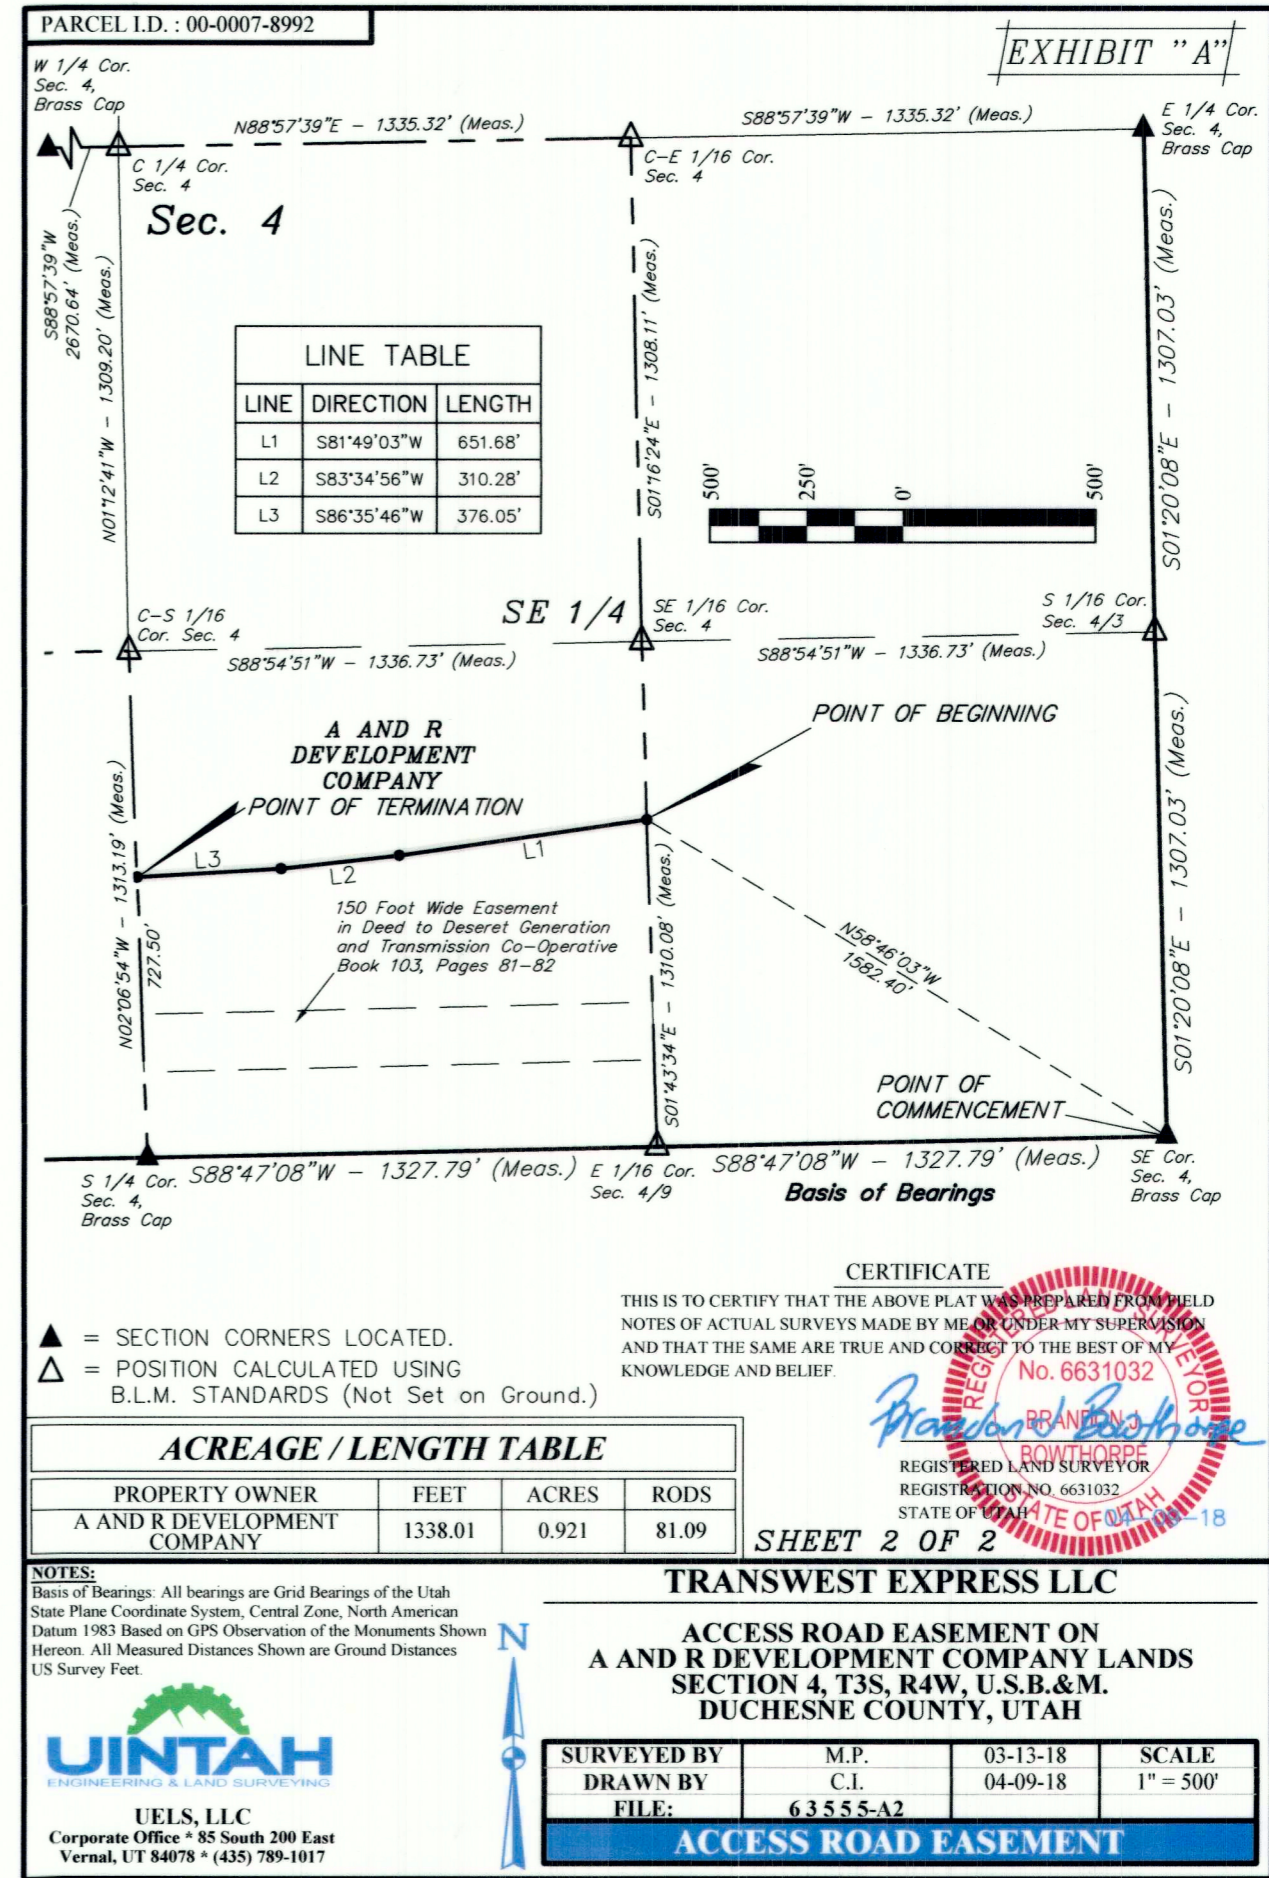 PARCEL I.D. : 00-0007-8992
EXHIBIT "A"
W 1/4 Cor.
Sec. 4,
Brass Cap
N88°57'39"E - 1335.32' (Meas.)
S88°57'39"W - 1335.32' (Meas.)
E 1/4 Cor.
Sec. 4,
Brass Cap
C 1/4 Cor.
Sec. 4
C-E 1/16 Cor.
Sec. 4
Sec. 4
S88°57'39"W
2670.64' (Meas.)
N01°12'41"W - 1309.20' (Meas.)
S01°16'24"E - 1308.11' (Meas.)
S01°20'08"E - 1307.03' (Meas.)
LINE TABLE
LINE DIRECTION LENGTH
L1 S81°49'03"W 651.68'
L2 S83°34'56"W 310.28'
L3 S86°35'46"W 376.05'
500' 250' 0' 500'
C-S 1/16
Cor. Sec. 4
SE 1/4
SE 1/16 Cor.
Sec. 4
S 1/16 Cor.
Sec. 4/3
S88°54'51"W - 1336.73' (Meas.)
S88°54'51"W - 1336.73' (Meas.)
A AND R
DEVELOPMENT
COMPANY
POINT OF TERMINATION
POINT OF BEGINNING
L3
L2
L1
150 Foot Wide Easement
in Deed to Deseret Generation
and Transmission Co-Operative
Book 103, Pages 81-82
N02°06'54"W - 1313.19' (Meas.)
727.50'
S01°43'34"E - 1310.08' (Meas.)
N58°46'03"W
1582.40'
S01°20'08"E - 1307.03' (Meas.)
POINT OF
COMMENCEMENT
S 1/4 Cor.
Sec. 4,
Brass Cap
S88°47'08"W - 1327.79' (Meas.)
E 1/16 Cor.
Sec. 4/9
S88°47'08"W - 1327.79' (Meas.)
Basis of Bearings
SE Cor.
Sec. 4,
Brass Cap
▲ = SECTION CORNERS LOCATED.
△ = POSITION CALCULATED USING
B.L.M. STANDARDS (Not Set on Ground.)
CERTIFICATE
THIS IS TO CERTIFY THAT THE ABOVE PLAT WAS PREPARED FROM FIELD
NOTES OF ACTUAL SURVEYS MADE BY ME OR UNDER MY SUPERVISION
AND THAT THE SAME ARE TRUE AND CORRECT TO THE BEST OF MY
KNOWLEDGE AND BELIEF.
REGISTERED LAND SURVEYOR
No. 6631032
BRANDON J.
BOWTHORPE
STATE OF UTAH
Brandon J Bowthorpe
REGISTERED LAND SURVEYOR
REGISTRATION NO. 6631032
STATE OF UTAH
ACREAGE / LENGTH TABLE
PROPERTY OWNER FEET ACRES RODS
A AND R DEVELOPMENT
COMPANY 1338.01 0.921 81.09
SHEET 2 OF 2
NOTES:
Basis of Bearings: All bearings are Grid Bearings of the Utah
State Plane Coordinate System, Central Zone, North American
Datum 1983 Based on GPS Observation of the Monuments Shown
Hereon. All Measured Distances Shown are Ground Distances
US Survey Feet.
N
UINTAH
ENGINEERING & LAND SURVEYING
UELS, LLC
Corporate Office * 85 South 200 East
Vernal, UT 84078 * (435) 789-1017
TRANSWEST EXPRESS LLC
ACCESS ROAD EASEMENT ON
A AND R DEVELOPMENT COMPANY LANDS
SECTION 4, T3S, R4W, U.S.B.&M.
DUCHESNE COUNTY, UTAH
SURVEYED BY M.P. 03-13-18 SCALE
DRAWN BY C.I. 04-09-18 1" = 500'
FILE: 63555-A2
ACCESS ROAD EASEMENT